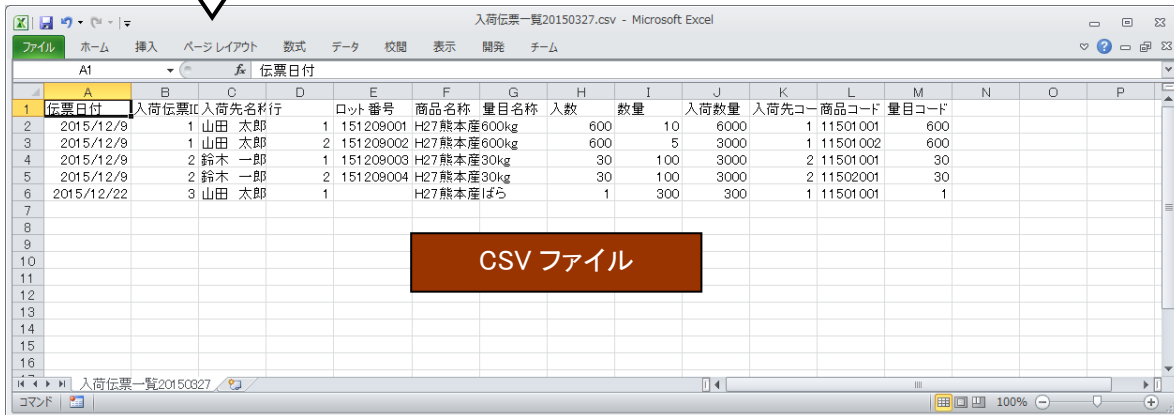 入荷伝票一覧20150327.csv - Microsoft Excel
ファイル ホーム 挿入 ページ レイアウト 数式 データ 校閲 表示 開発 チーム
A1 fx 伝票日付
A B C D E F G H I J K L M N O P
1 伝票日付 入荷伝票ID 入荷先名称 行 ロット番号 商品名称 量目名称 入数 数量 入荷数量 入荷先コー 商品コード 量目コード
2 2015/12/9 1 山田 太郎 1 151209001 H27熊本産 600kg 600 10 6000 1 11501001 600
3 2015/12/9 1 山田 太郎 2 151209002 H27熊本産 600kg 600 5 3000 1 11501002 600
4 2015/12/9 2 鈴木 一郎 1 151209003 H27熊本産 30kg 30 100 3000 2 11501001 30
5 2015/12/9 2 鈴木 一郎 2 151209004 H27熊本産 30kg 30 100 3000 2 11502001 30
6 2015/12/22 3 山田 太郎 1 H27熊本産 ばら 1 300 300 1 11501001 1
7
8
9
10
11
12
13
14
15
16
CSV ファイル
入荷伝票一覧20150327
コマンド 100%